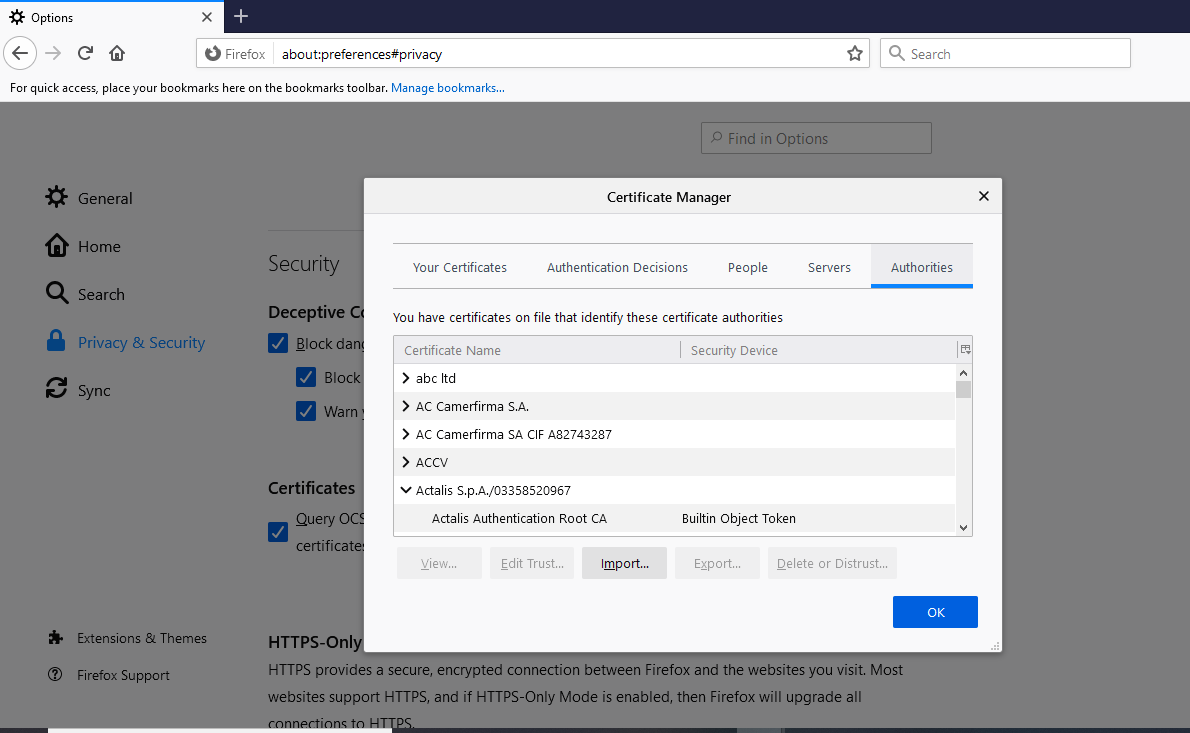 Options
Firefox about:preferences#privacy
Search
For quick access, place your bookmarks here on the bookmarks toolbar. Manage bookmarks...
Find in Options
General
Home
Search
Privacy & Security
Sync
Extensions & Themes
Firefox Support
Security
Deceptive Co
Block dang
Block
Warn y
Certificates
Query OCS
certificates
HTTPS-Only
HTTPS provides a secure, encrypted connection between Firefox and the websites you visit. Most
websites support HTTPS, and if HTTPS-Only Mode is enabled, then Firefox will upgrade all
connections to HTTPS.
Certificate Manager
Your Certificates Authentication Decisions People Servers Authorities
You have certificates on file that identify these certificate authorities
Certificate Name Security Device
abc ltd
AC Camerfirma S.A.
AC Camerfirma SA CIF A82743287
ACCV
Actalis S.p.A./03358520967
Actalis Authentication Root CA Builtin Object Token
View... Edit Trust... Import... Export... Delete or Distrust...
OK